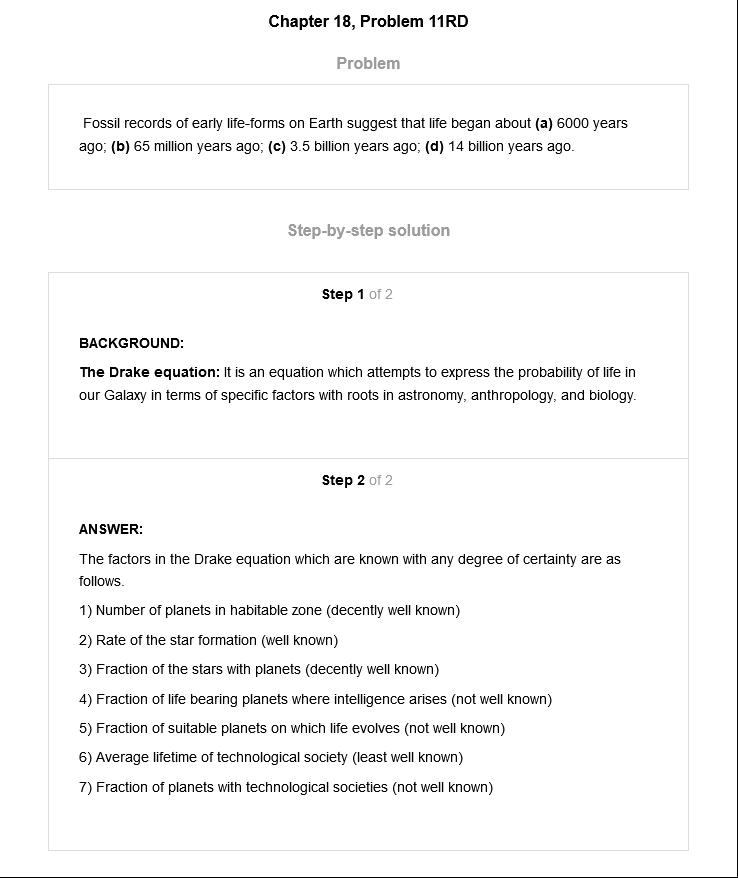 Chapter 18, Problem 11RD
Problem
Fossil records of early life-forms on Earth suggest that life began about (a) 6000 years
ago; (b) 65 million years ago; (c) 3.5 billion years ago; (d) 14 billion years ago.
Step-by-step solution
Step 1 of 2
BACKGROUND:
The Drake equation: It is an equation which attempts to express the probability of life in
our Galaxy in terms of specific factors with roots in astronomy, anthropology, and biology.
Step 2 of 2
ANSWER:
The factors in the Drake equation which are known with any degree of certainty are as
follows.
1) Number of planets in habitable zone (decently well known)
2) Rate of the star formation (well known)
3) Fraction of the stars with planets (decently well known)
4) Fraction of life bearing planets where intelligence arises (not well known)
5) Fraction of suitable planets on which life evolves (not well known)
6) Average lifetime of technological society (least well known)
7) Fraction of planets with technological societies (not well known)